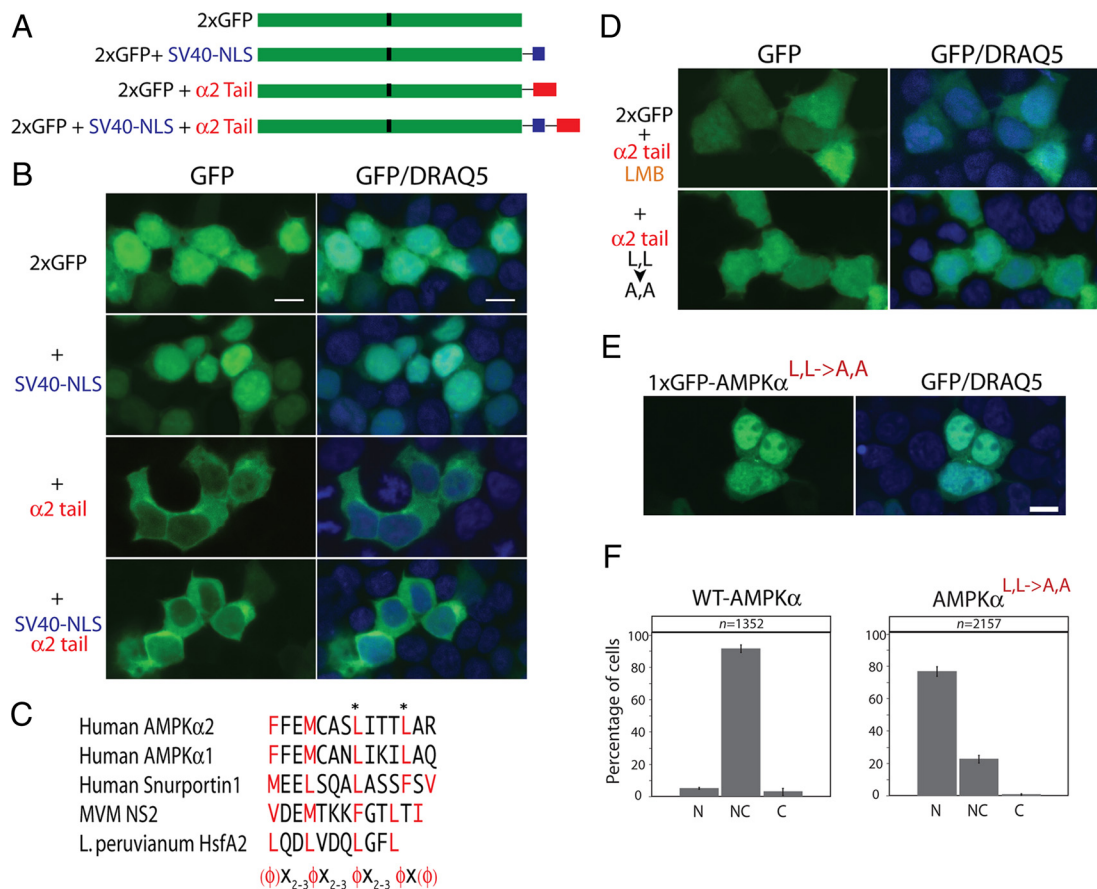 A
2xGFP
2xGFP+ SV40-NLS
2xGFP + α2 Tail
2xGFP + SV40-NLS + α2 Tail
B
GFP
GFP/DRAQ5
2xGFP
+
SV40-NLS
+
α2 tail
+
SV40-NLS
α2 tail
C
* *
Human AMPKα2 FFEMCASLITTLAR
Human AMPKα1 FFEMCANLIKILAQ
Human Snurportin1 MEELSQALASSFSV
MVM NS2 VDEMTKKFGTLTI
L. peruvianum HsfA2 LQDLVDQLGFL
(ϕ)X2-3ϕX2-3ϕX2-3ϕX(ϕ)
D
GFP
GFP/DRAQ5
2xGFP
+
α2 tail
LMB
+
α2 tail
L,L
A,A
E
1xGFP-AMPKα L,L->A,A
GFP/DRAQ5
F
WT-AMPKα
n=1352
Percentage of cells
100
80
60
40
20
0
N NC C
AMPKα L,L->A,A
n=2157
100
80
60
40
20
0
N NC C